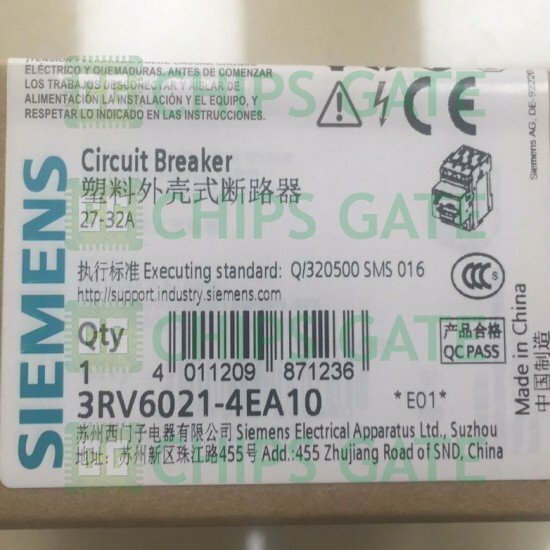 ELÉCTRICO Y QUEMADURAS. ANTES DE COMENZAR
LOS TRABAJOS DESCONECTAR Y AISLAR DE
ALIMENTACIÓN LA INSTALACIÓN Y EL EQUIPO, Y
RESPETAR LO INDICADO EN LAS INSTRUCCIONES.
CE
Siemens AG, DE-92220
SIEMENS
Circuit Breaker
塑料外壳式断路器
27-32A
执行标准 Executing standard: Q/320500 SMS 016
http://support.industry.siemens.com
CCC
S
Qty
1
4 011209 871236
产品合格
QC PASS
Made in China
中国制造
3RV6021-4EA10
*E01*
苏州西门子电器有限公司 Siemens Electrical Apparatus Ltd., Suzhou
地址: 苏州新区珠江路455号 Add.:455 Zhujiang Road of SND, China
CHIPS GATE
CHIPS GATE
CHIPS GATE
CHIPS GATE